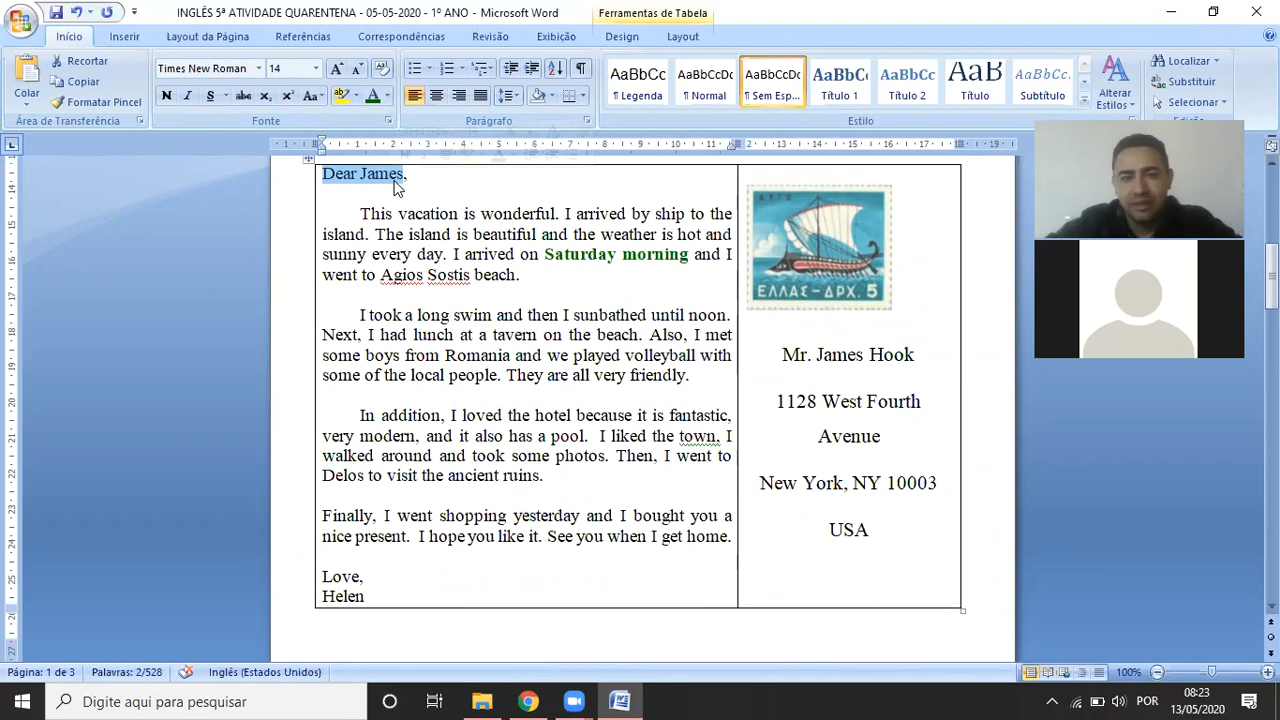 INGLÊS 5ª ATIVIDADE QUARENTENA - 05-05-2020 - 1º ANO - Microsoft Word
Ferramentas de Tabela
Início
Inserir
Layout da Página
Referências
Correspondências
Revisão
Exibição
Design
Layout
Colar
Recortar
Copiar
Formatar Pincel
Área de Transferência
Times New Roman
14
Fonte
Parágrafo
AaBbCc
¶ Legenda
AaBbCcDc
¶ Normal
AaBbCcDc
¶ Sem Esp...
AaBbCc
Título 1
AaBbCc
Título 2
AaB
Título
AaBbCc
Subtítulo
Alterar
Estilos
Estilo
Localizar
Substituir
Selecionar
Dear James,
This vacation is wonderful. I arrived by ship to the
island. The island is beautiful and the weather is hot and
sunny every day. I arrived on Saturday morning and I
went to Agios Sostis beach.
I took a long swim and then I sunbathed until noon.
Next, I had lunch at a tavern on the beach. Also, I met
some boys from Romania and we played volleyball with
some of the local people. They are all very friendly.
In addition, I loved the hotel because it is fantastic,
very modern, and it also has a pool. I liked the town, I
walked around and took some photos. Then, I went to
Delos to visit the ancient ruins.
Finally, I went shopping yesterday and I bought you a
nice present. I hope you like it. See you when I get home.
Love,
Helen
ΕΛΛΑΣ-ΔΡΧ. 5
Mr. James Hook
1128 West Fourth
Avenue
New York, NY 10003
USA
Página: 1 de 3
Palavras: 2/528
Inglês (Estados Unidos)
100%
Digite aqui para pesquisar
POR
08:23
13/05/2020